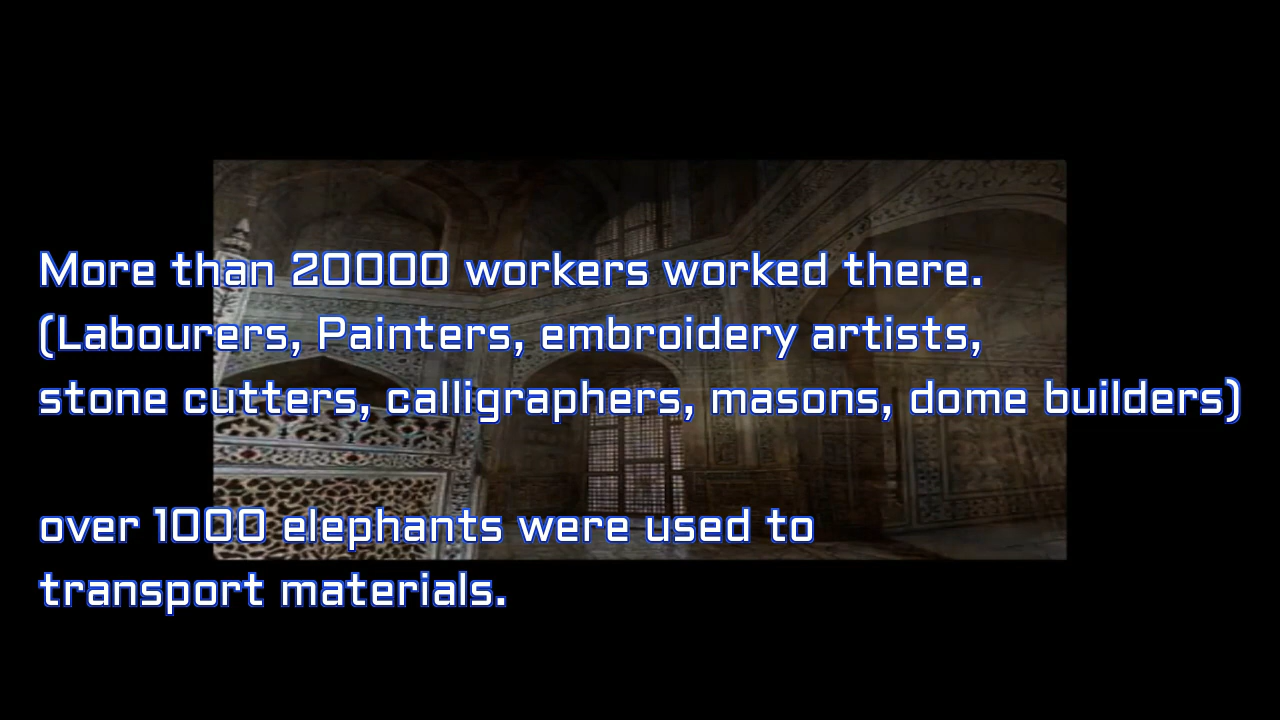 More than 20000 workers worked there.
(Labourers, Painters, embroidery artists,
stone cutters, calligraphers, masons, dome builders)
over 1000 elephants were used to
transport materials.